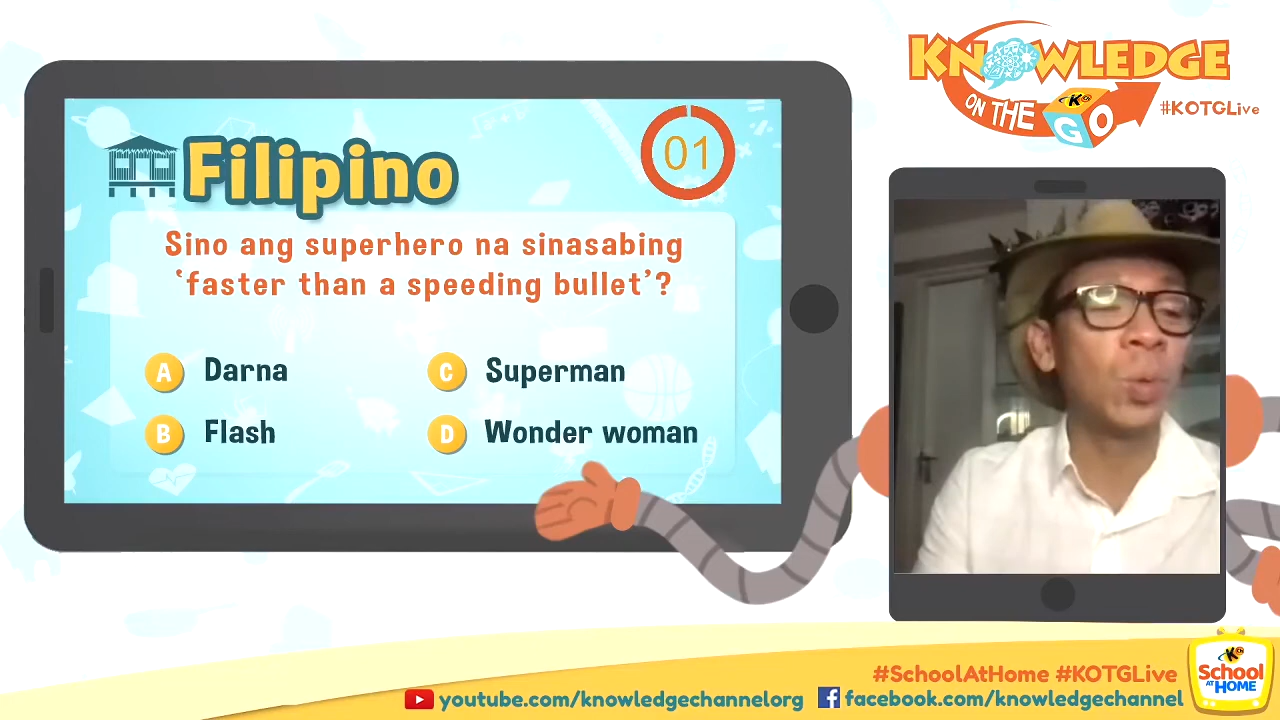 KNOWLEDGE
ON THE GO
K
#KOTGLive
Filipino
01
Sino ang superhero na sinasabing
‘faster than a speeding bullet’?
A Darna
C Superman
B Flash
D Wonder woman
#SchoolAtHome #KOTGLive
youtube.com/knowledgechannelorg
facebook.com/knowledgechannel
School
AT HOME